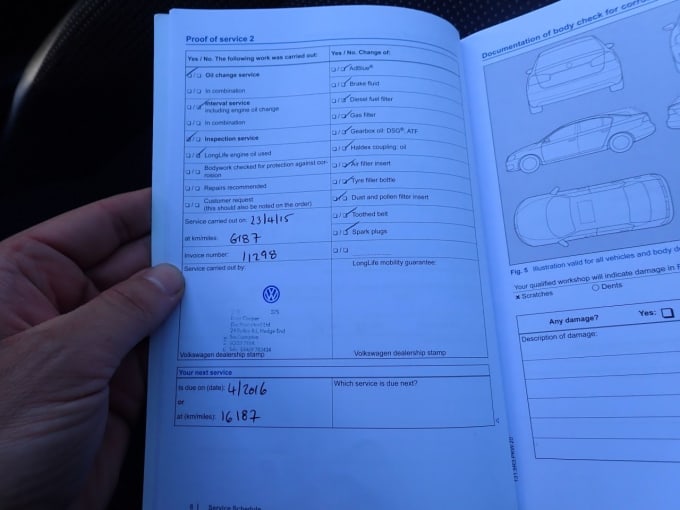 Proof of service 2
Yes / No. The following work was carried out:
Oil change service
In combination
Interval service
including engine oil change
In combination
Inspection service
LongLife engine oil used
Bodywork checked for protection against cor-
rosion
Repairs recommended
Customer request
(this should also be noted on the order)
Service carried out on: 23/4/15
at km/miles: 6187
Invoice number: 11298
Service carried out by:
Volkswagen dealership stamp
Yes / No. Change of:
AdBlue®
Brake fluid
Diesel fuel filter
Gas filter
Gearbox oil: DSG®, ATF
Haldex coupling: oil
Air filter insert
Tyre filler bottle
Dust and pollen filter insert
Toothed belt
Spark plugs
LongLife mobility guarantee:
Volkswagen dealership stamp
Your next service
Is due on (date): 4/2016
or
at (km/miles): 16187
Which service is due next?
Service Schedule
Documentation of body check for
Fig. 5 Illustration valid for all vehicles and body
Your qualified workshop will indicate damage in
x Scratches
O Dents
Any damage? Yes:
Description of damage: